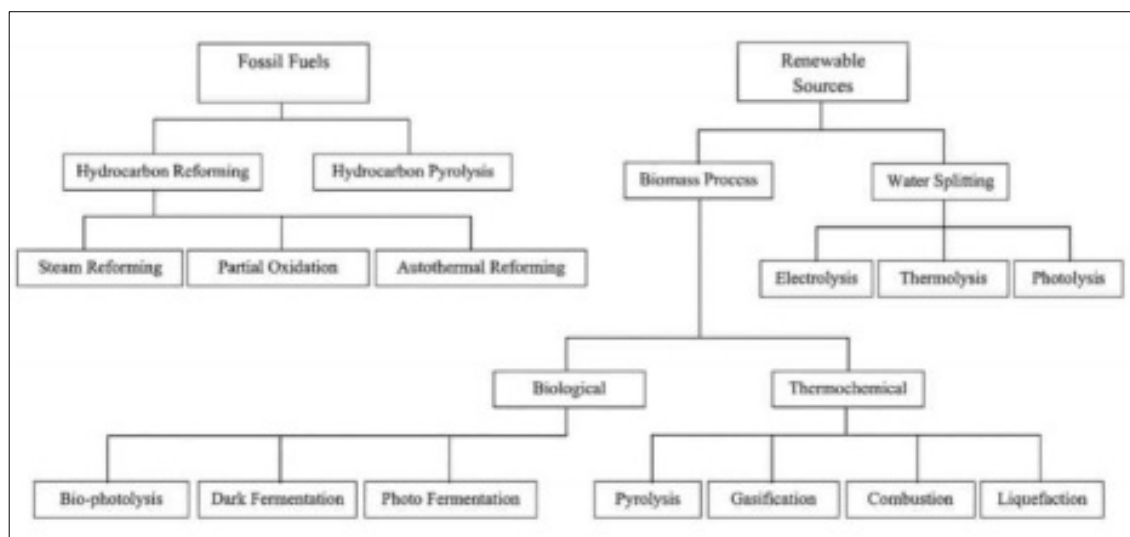 Fossil Fuels
Renewable
Sources
Hydrocarbon Reforming
Hydrocarbon Pyrolysis
Biomass Process
Water Splitting
Steam Reforming
Partial Oxidation
Autothermal Reforming
Electrolysis
Thermolysis
Photolysis
Biological
Thermochemical
Bio-photolysis
Dark Fermentation
Photo Fermentation
Pyrolysis
Gasification
Combustion
Liquefaction